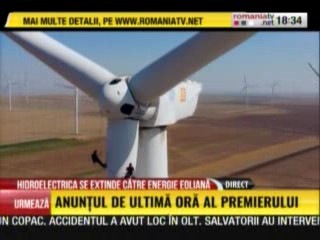 MAI MULTE DETALII, PE WWW.ROMANIATV.NET
romaniatv
.net
18:34
HIDROELECTRICA SE EXTINDE CĂTRE ENERGIE EOLIANĂ
DIRECT
URMEAZĂ
ANUNȚUL DE ULTIMĂ ORĂ AL PREMIERULUI
UN COPAC. ACCIDENTUL A AVUT LOC ÎN OLT. SALVATORII AU INTERVEN